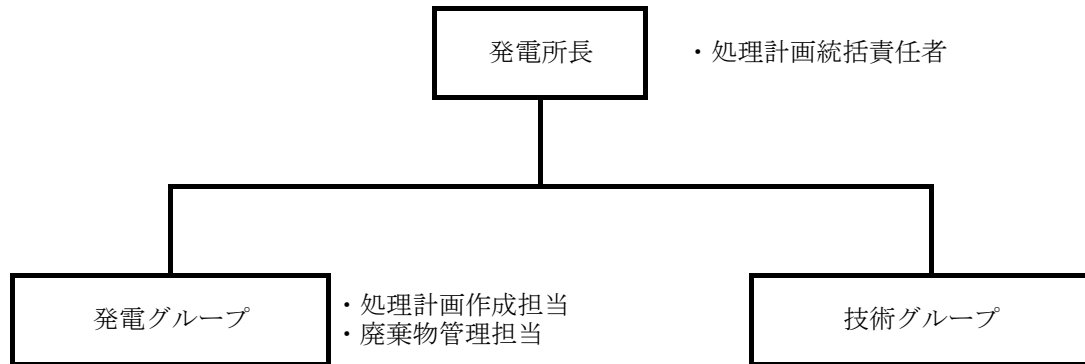 発電所長
・処理計画統括責任者
発電グループ
・処理計画作成担当
・廃棄物管理担当
技術グループ